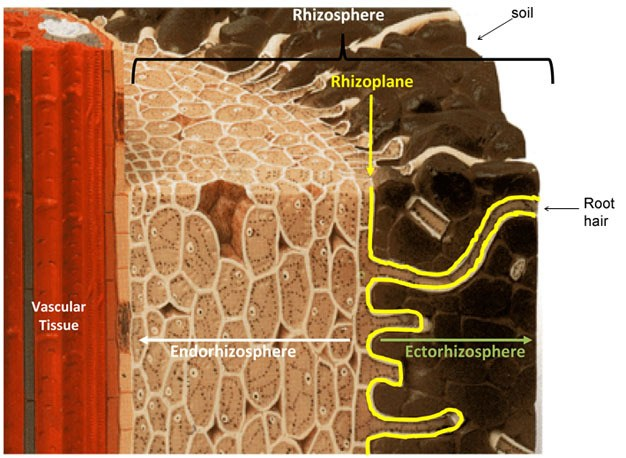 Rhizosphere
soil
Rhizoplane
Root
hair
Vascular
Tissue
Endorhizosphere
Ectorhizosphere